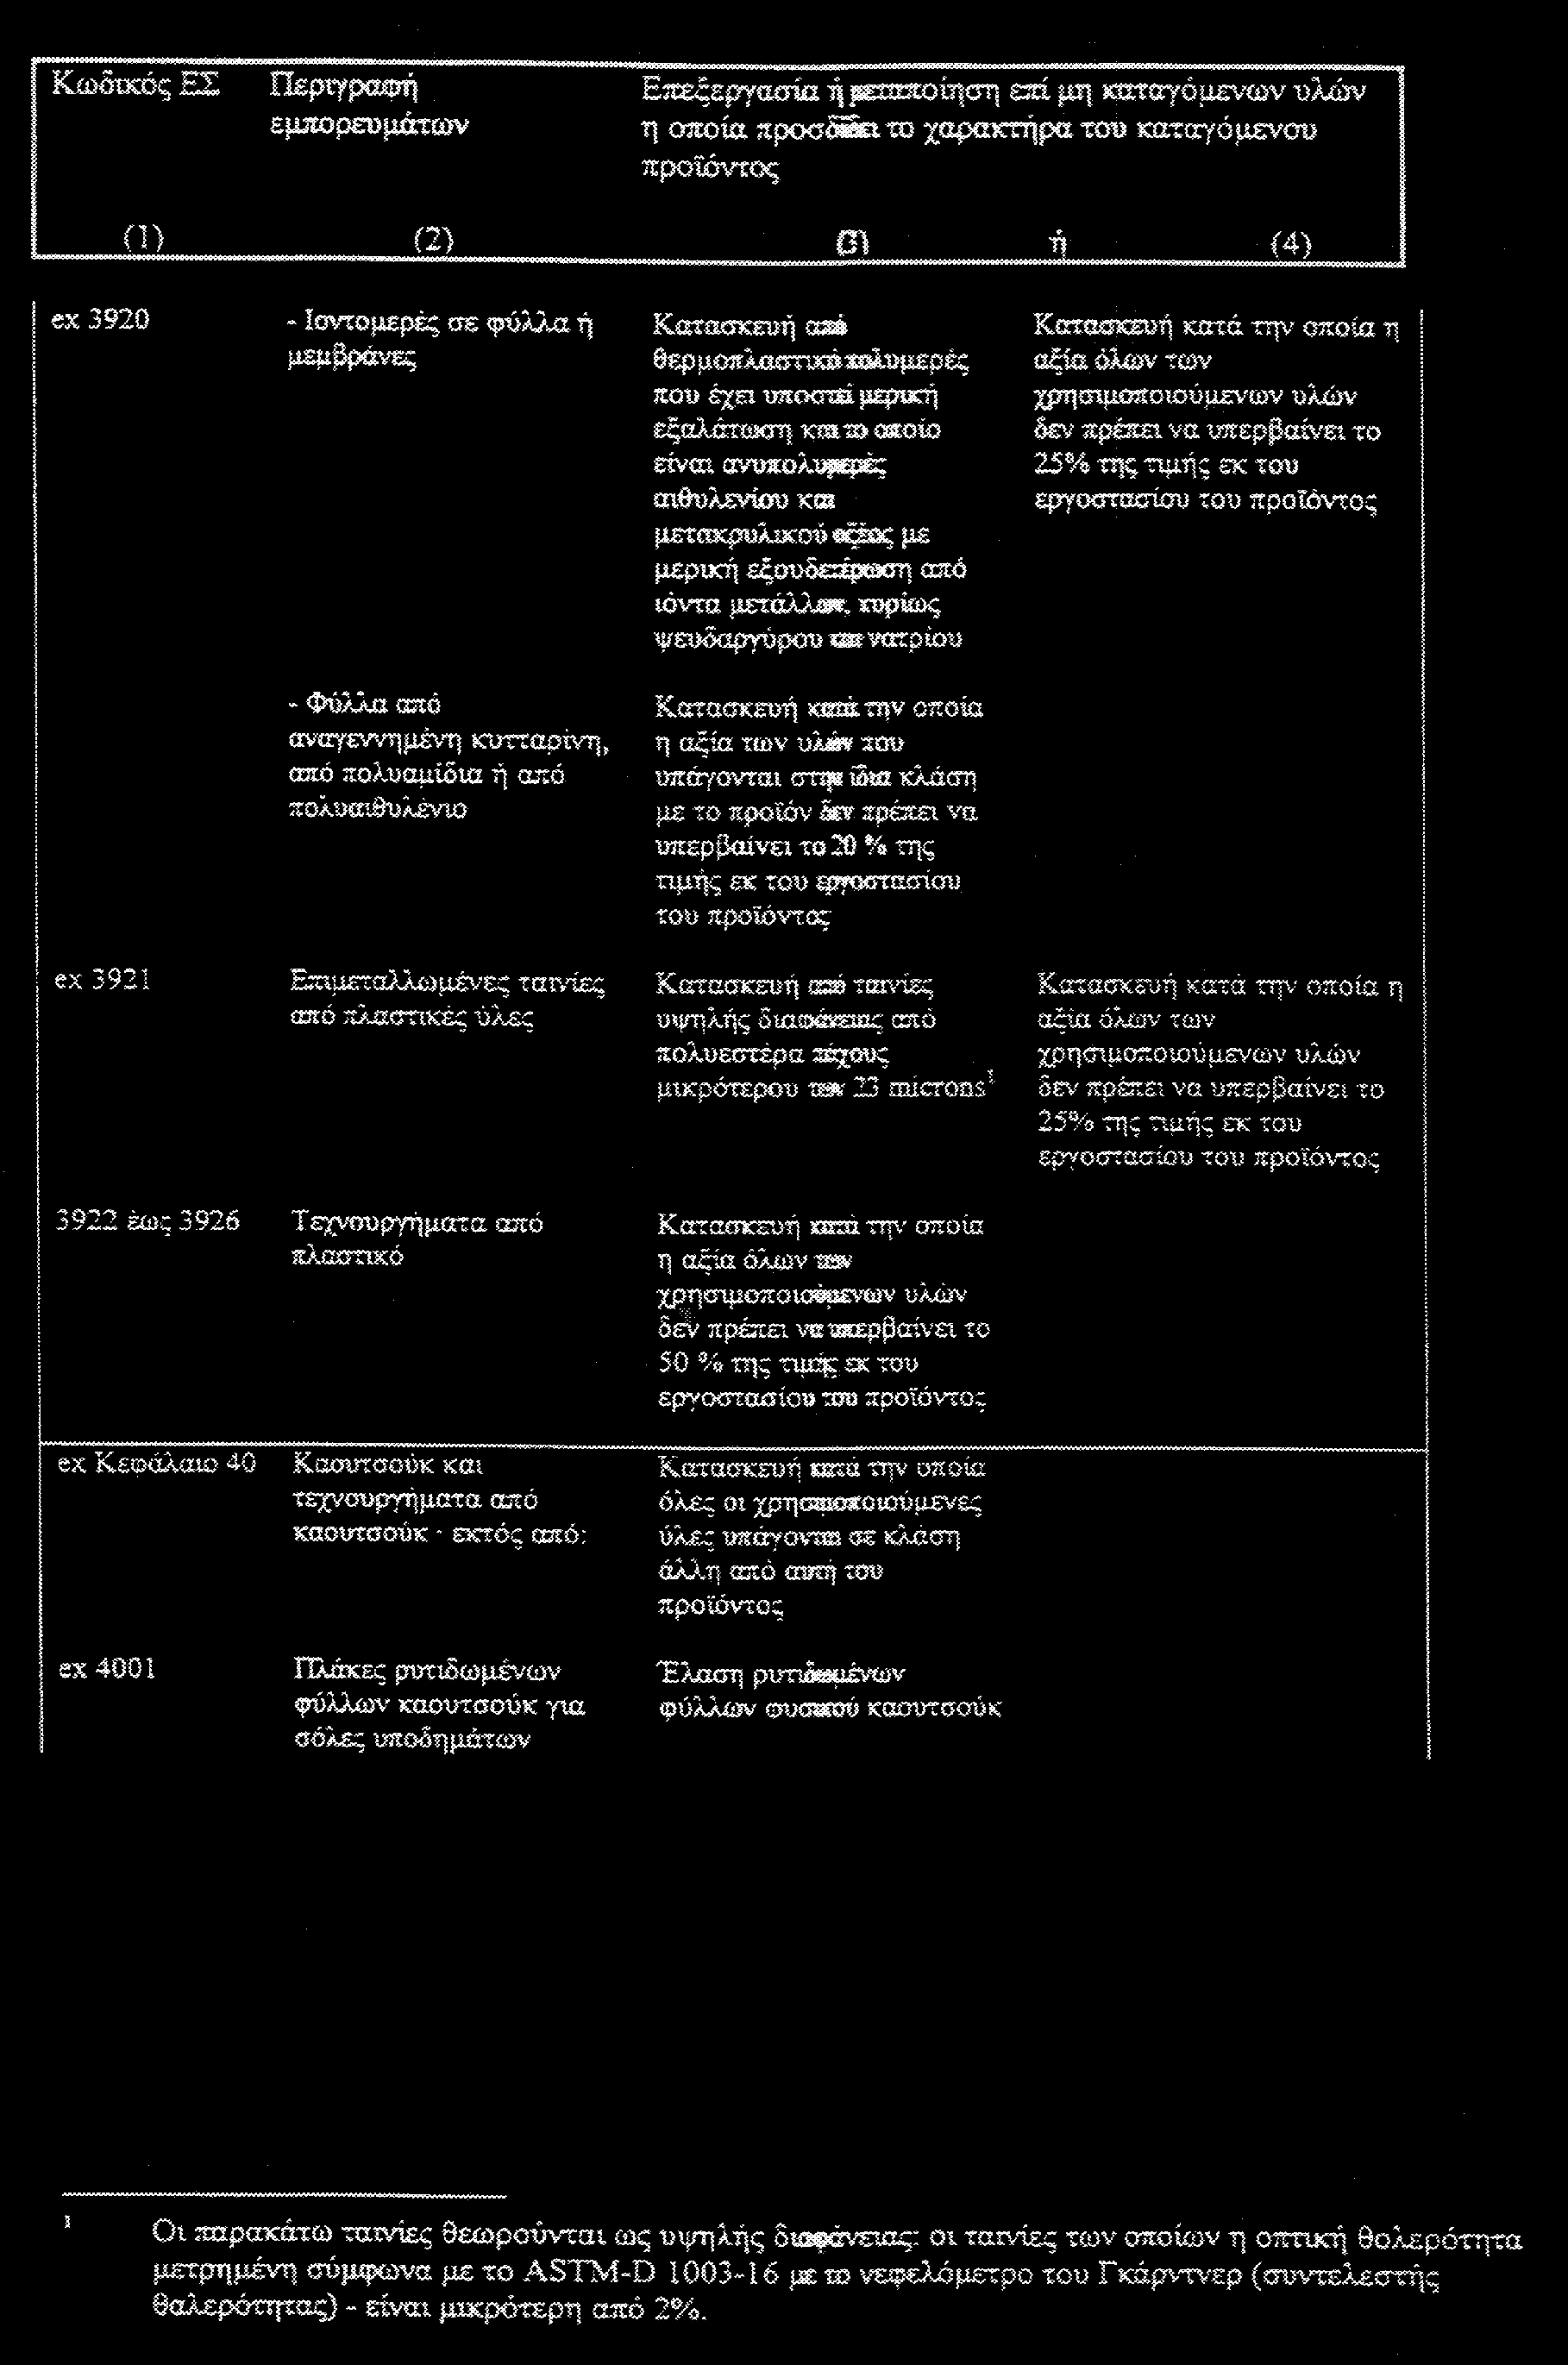 Κωδικός ΕΣ
Περιγραφή
εμπορευμάτων
Επεξεργασία ή μεταποίηση επί μη καταγόμενων υλών
η οποία προσδίδει το χαρακτήρα του καταγόμενου
προϊόντος
(1)
(2)
(3)
ή
(4)
ex 3920
- Ιοντομερές σε φύλλα ή
μεμβράνες
Κατασκευή από
θερμοπλαστικό πολυμερές
που έχει υποστεί μερική
εξαλάτωση και το οποίο
είναι ανυπολυμερές
αιθυλενίου και
μετακρυλικού οξέος με
μερική εξουδετέρωση από
ιόντα μετάλλων, κυρίως
ψευδαργύρου και νατρίου
Κατασκευή κατά την οποία η
αξία όλων των
χρησιμοποιούμενων υλών
δεν πρέπει να υπερβαίνει το
25% της τιμής εκ του
εργοστασίου του προϊόντος
- Φύλλα από
αναγεννημένη κυτταρίνη,
από πολυαμίδια ή από
πολυαιθυλένιο
Κατασκευή κατά την οποία
η αξία των υλών που
υπάγονται στην ίδια κλάση
με το προϊόν δεν πρέπει να
υπερβαίνει το 20 % της
τιμής εκ του εργοστασίου
του προϊόντος
ex 3921
Επιμεταλλωμένες ταινίες
από πλαστικές ύλες
Κατασκευή από ταινίες
υψηλής διαφάνειας από
πολυεστέρα πάχους
μικρότερου των 23 microns¹
Κατασκευή κατά την οποία η
αξία όλων των
χρησιμοποιούμενων υλών
δεν πρέπει να υπερβαίνει το
25% της τιμής εκ του
εργοστασίου του προϊόντος
3922 έως 3926
Τεχνουργήματα από
πλαστικό
Κατασκευή κατά την οποία
η αξία όλων των
χρησιμοποιούμενων υλών
δεν πρέπει να υπερβαίνει το
50 % της τιμής εκ του
εργοστασίου του προϊόντος
ex Κεφάλαιο 40
Καουτσούκ και
τεχνουργήματα από
καουτσούκ · εκτός από:
Κατασκευή κατά την οποία
όλες οι χρησιμοποιούμενες
ύλες υπάγονται σε κλάση
άλλη από αυτή του
προϊόντος
ex 4001
Πλάκες ρυτιδωμένων
φύλλων καουτσούκ για
σόλες υποδημάτων
Έλαση ρυτιδωμένων
φύλλων φυσικού καουτσούκ
¹ Οι παρακάτω ταινίες θεωρούνται ως υψηλής διαφάνειας: οι ταινίες των οποίων η οπτική θολερότητα
μετρημένη σύμφωνα με το ASTM-D 1003-16 με το νεφελόμετρο του Γκάρντνερ (συντελεστής
θαλερότητας) - είναι μικρότερη από 2%.